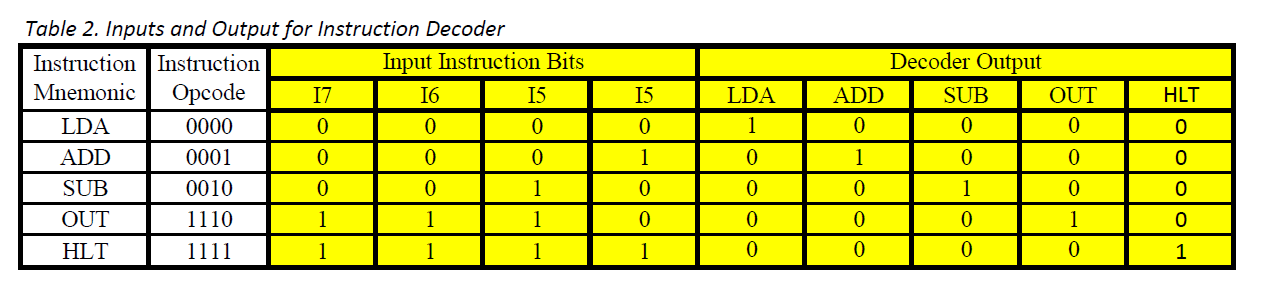 Table 2. Inputs and Output for Instruction Decoder
Instruction Mnemonic Instruction Opcode Input Instruction Bits Decoder Output
I7 I6 I5 I5 LDA ADD SUB OUT HLT
LDA 0000 0 0 0 0 1 0 0 0 0
ADD 0001 0 0 0 1 0 1 0 0 0
SUB 0010 0 0 1 0 0 0 1 0 0
OUT 1110 1 1 1 0 0 0 0 1 0
HLT 1111 1 1 1 1 0 0 0 0 1